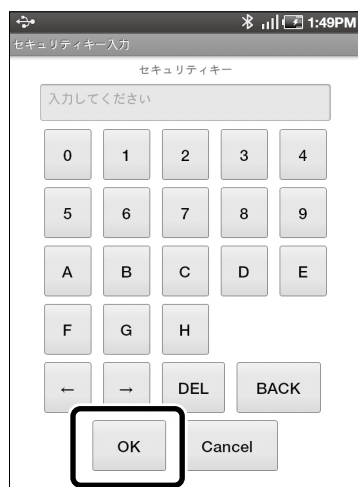 1:49PM
セキュリティキー入力
セキュリティキー
入力してください
0 1 2 3 4
5 6 7 8 9
A B C D E
F G H
← → DEL BACK
OK Cancel